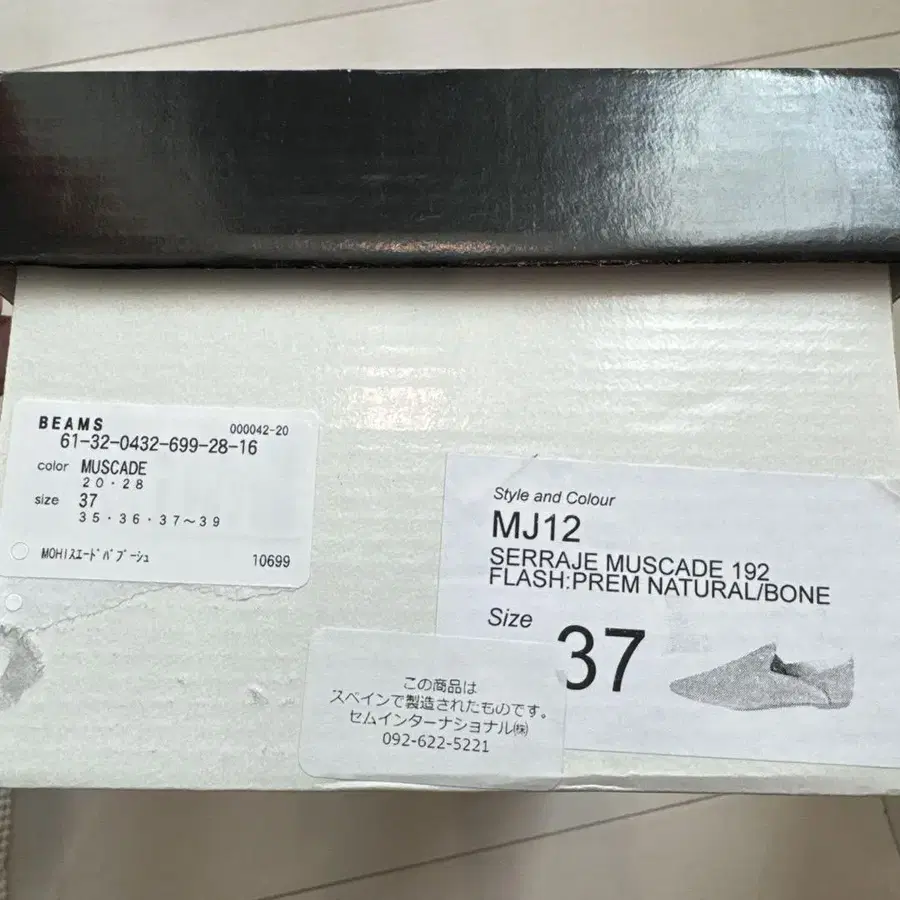 BEAMS 000042-20
61-32-0432-699-28-16
color MUSCADE
20・28
size 37
35・36・37〜39
MOHIｽｴｰﾄﾞﾊﾞﾌﾞｰｼｭ 10699
Style and Colour
MJ12
SERRAJE MUSCADE 192
FLASH:PREM NATURAL/BONE
Size 37
この商品は
スペインで製造されたものです。
セムインターナショナル㈱
092-622-5221